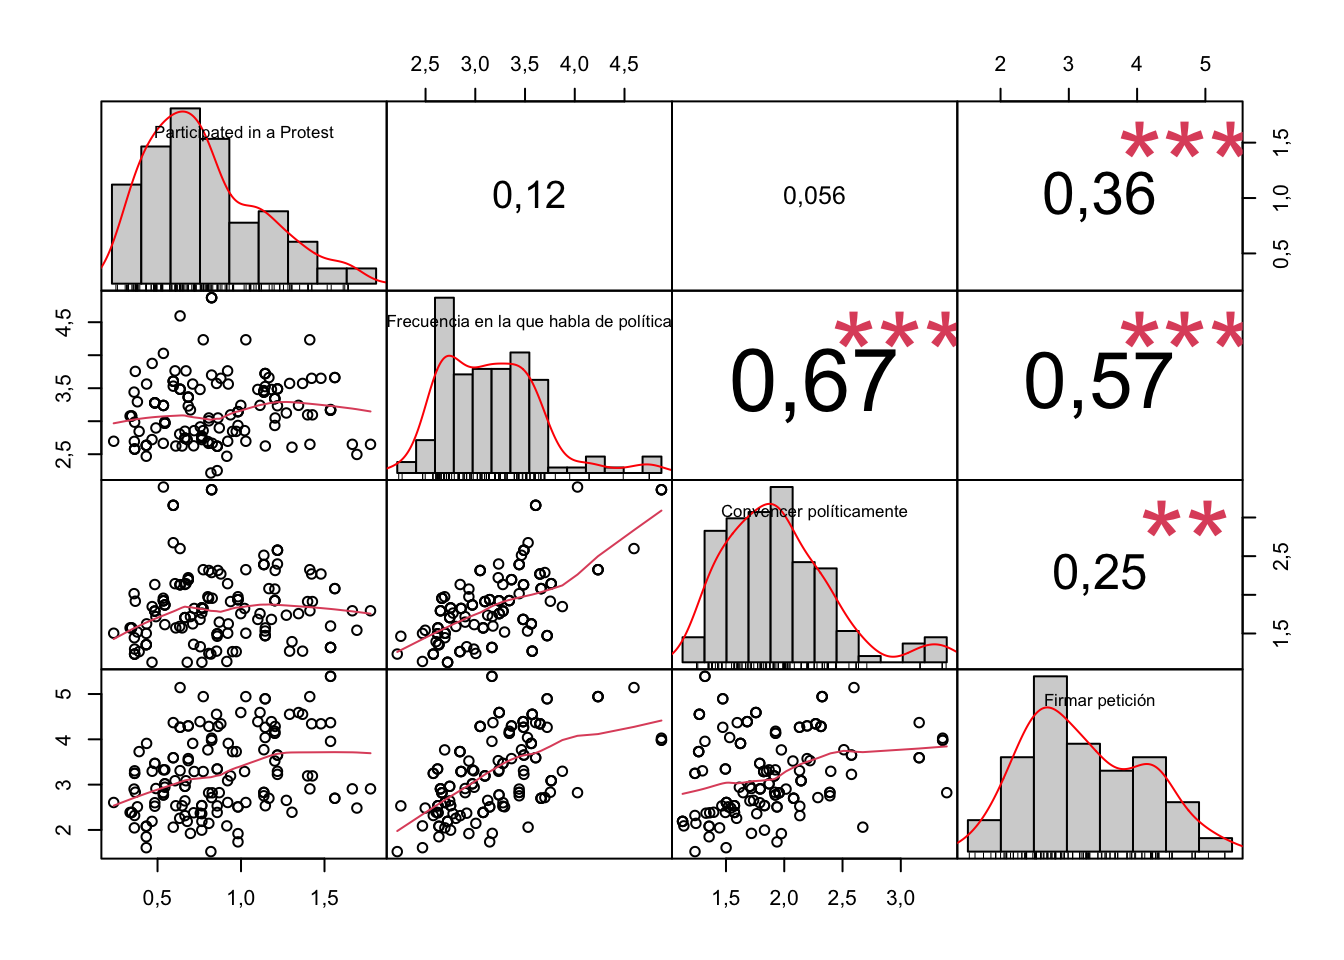 2,5 3,0 3,5 4,0 4,5
2 3 4 5
Participated in a Protest
0,12
0,056
***
0,36
0,5 1,0 1,5
2,5 3,5 4,5
Frecuencia en la que habla de política
***
0,67
***
0,57
Convencer políticamente
**
0,25
1,5 2,5
2 3 4 5
Firmar petición
0,5 1,0 1,5
1,5 2,0 2,5 3,0